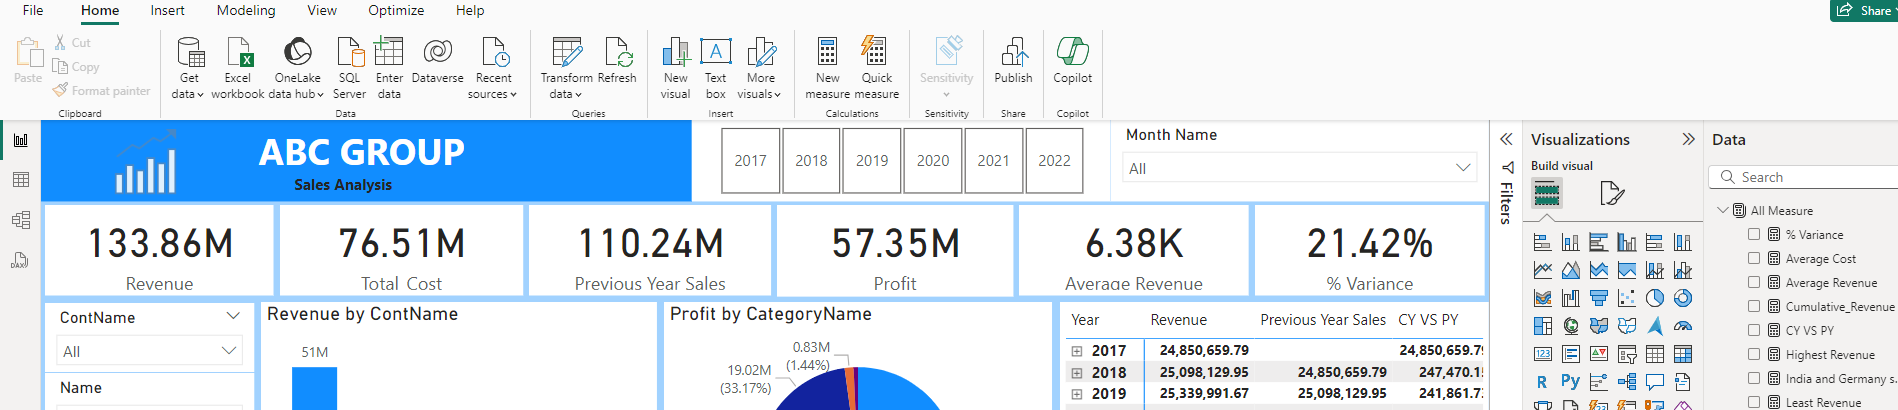 File Home Insert Modeling View Optimize Help
Share
Paste
Cut
Copy
Format painter
Clipboard
Get data
Excel workbook
OneLake data hub
SQL Server
Enter data
Dataverse
Recent sources
Data
Transform data
Refresh
Queries
New visual
Text box
More visuals
Insert
New measure
Quick measure
Calculations
Sensitivity
Sensitivity
Publish
Share
Copilot
Copilot
ABC GROUP
Sales Analysis
2017 2018 2019 2020 2021 2022
Month Name
All
133.86M
Revenue
76.51M
Total Cost
110.24M
Previous Year Sales
57.35M
Profit
6.38K
Average Revenue
21.42%
% Variance
ContName
All
Name
Revenue by ContName
51M
Profit by CategoryName
0.83M
(1.44%)
19.02M
(33.17%)
Year Revenue Previous Year Sales CY VS PY
2017 24,850,659.79 24,850,659.7
2018 25,098,129.95 24,850,659.79 247,470.1
2019 25,339,991.67 25,098,129.95 241,861.7
Filters
Visualizations
Build visual
Data
Search
All Measure
% Variance
Average Cost
Average Revenue
Cumulative_Revenue
CY VS PY
Highest Revenue
India and Germany s...
Least Revenue
DAX
123
R Py